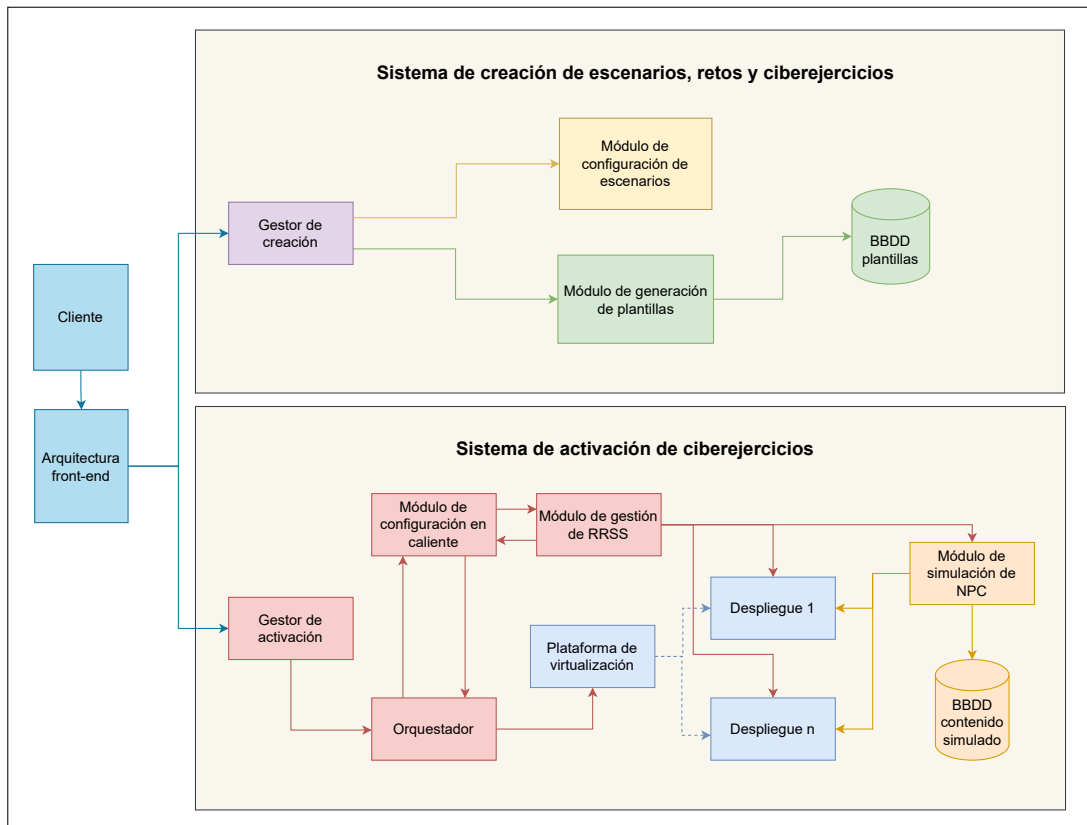 Sistema de creación de escenarios, retos y ciberejercicios
Módulo de
configuración de
escenarios
Gestor de
creación
BBDD
plantillas
Módulo de generación
de plantillas
Cliente
Arquitectura
front-end
Sistema de activación de ciberejercicios
Módulo de
configuración en
caliente
Módulo de gestión
de RRSS
Módulo de
simulación de
NPC
Despliegue 1
Gestor de
activación
Plataforma de
virtualización
Orquestador
Despliegue n
BBDD
contenido
simulado